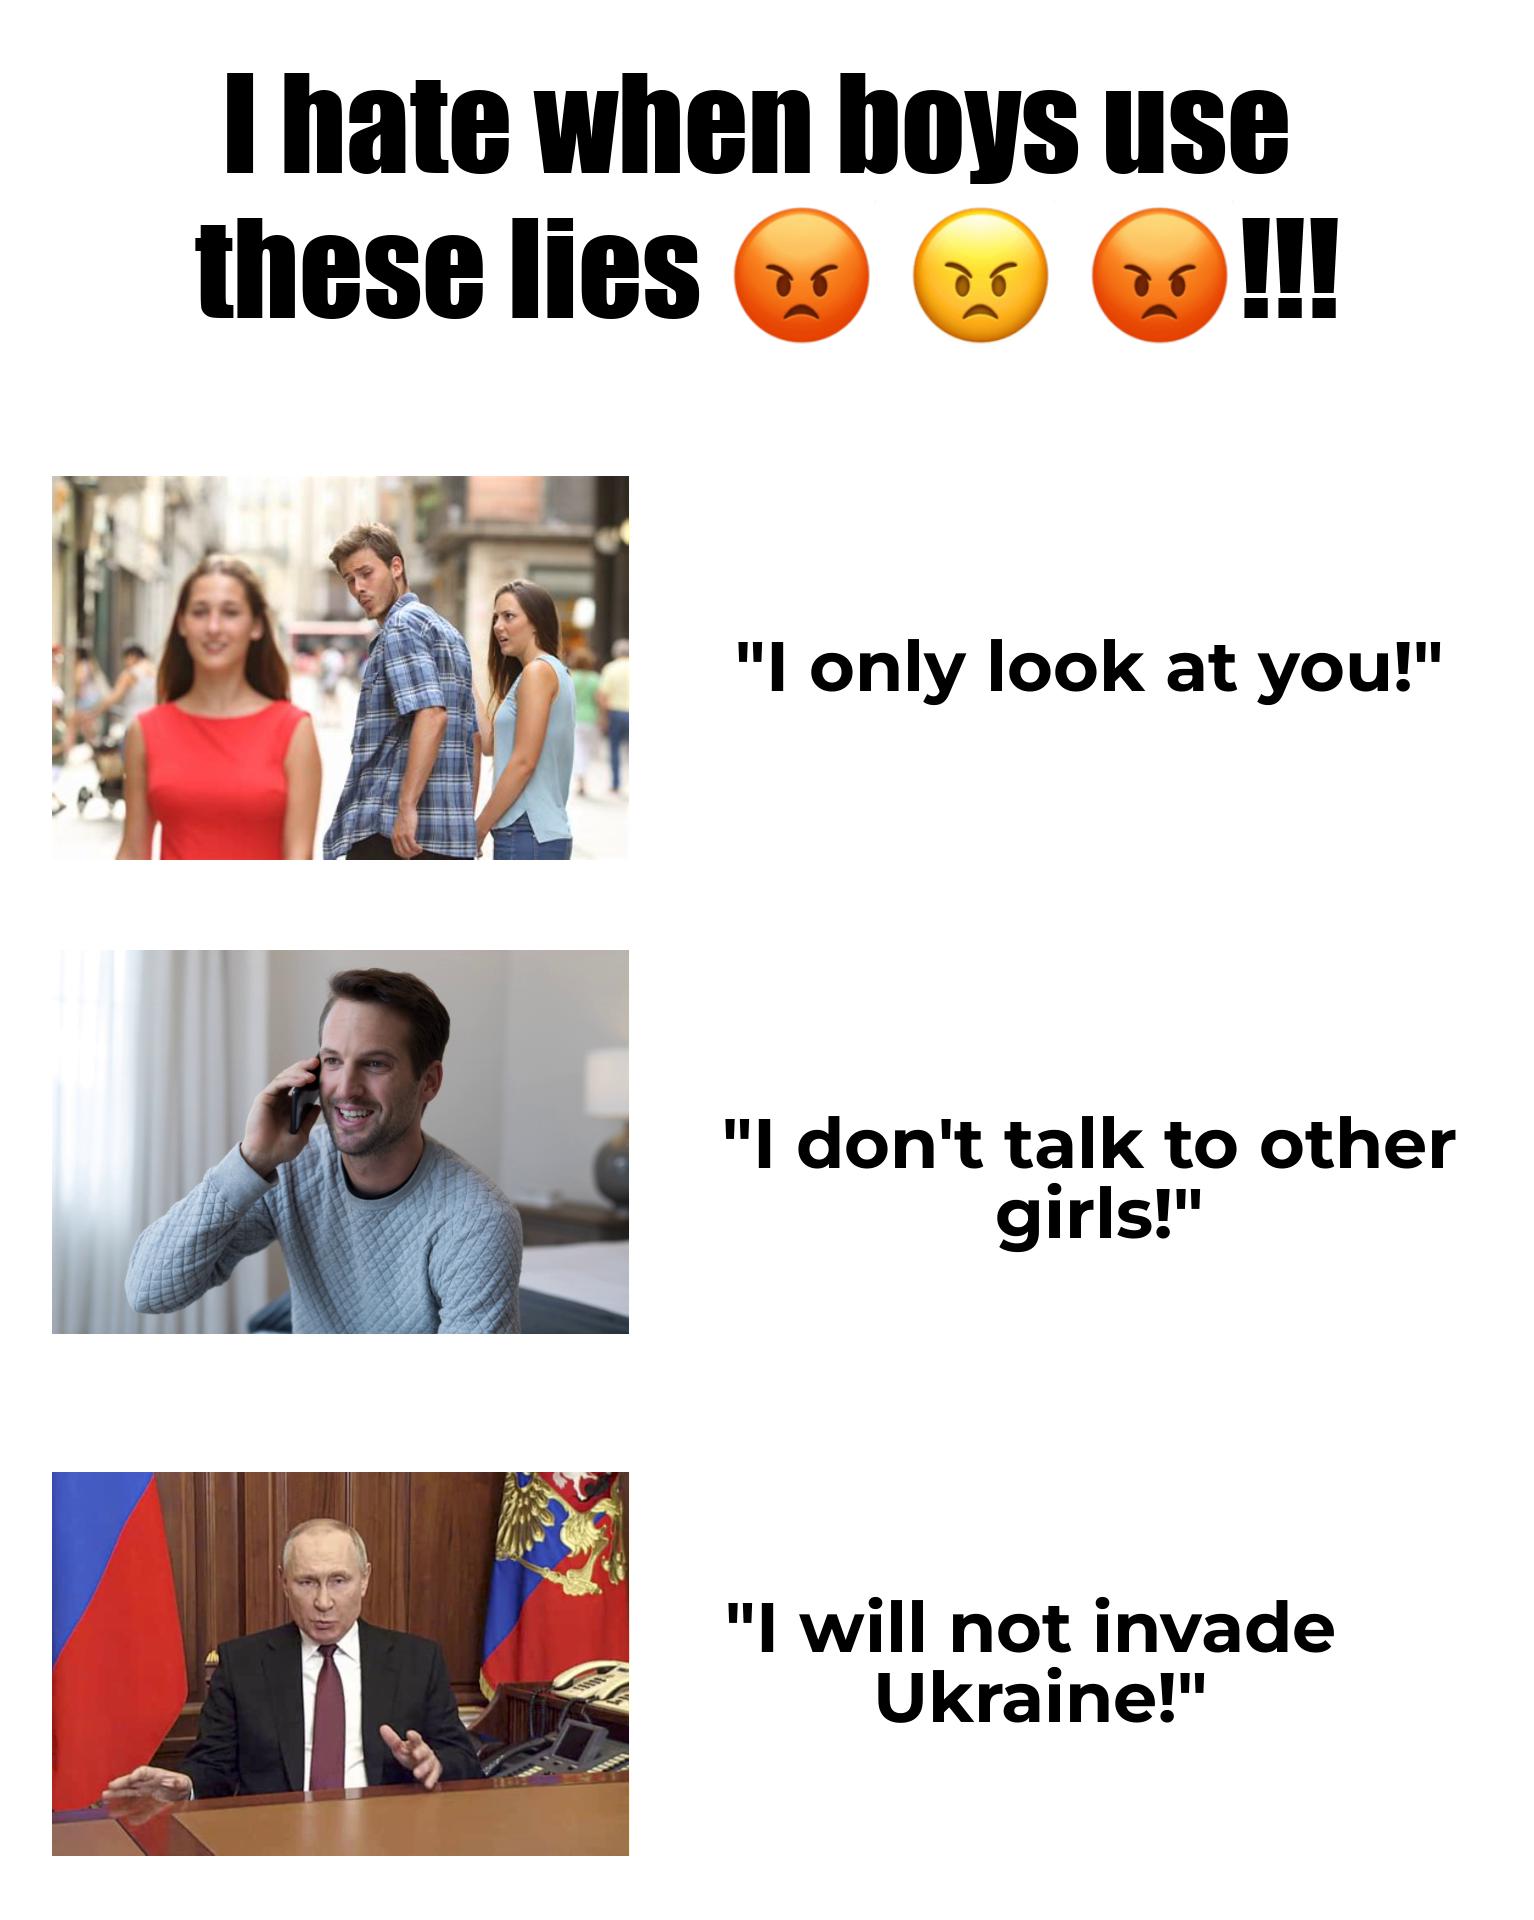 I hate when boys use
these lies 😡 😠 😡!!!
"I only look at you!"
"I don't talk to other
girls!"
"I will not invade
Ukraine!"